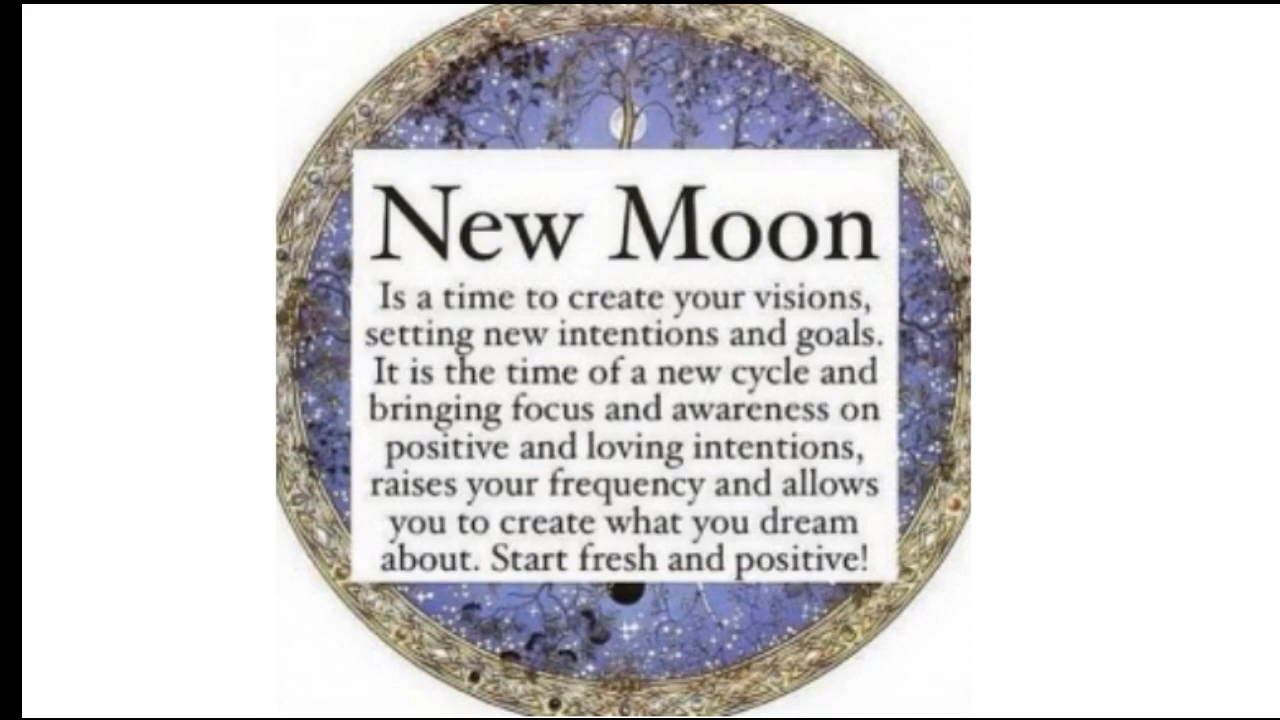 New Moon
Is a time to create your visions,
setting new intentions and goals.
It is the time of a new cycle and
bringing focus and awareness on
positive and loving intentions,
raises your frequency and allows
you to create what you dream
about. Start fresh and positive!